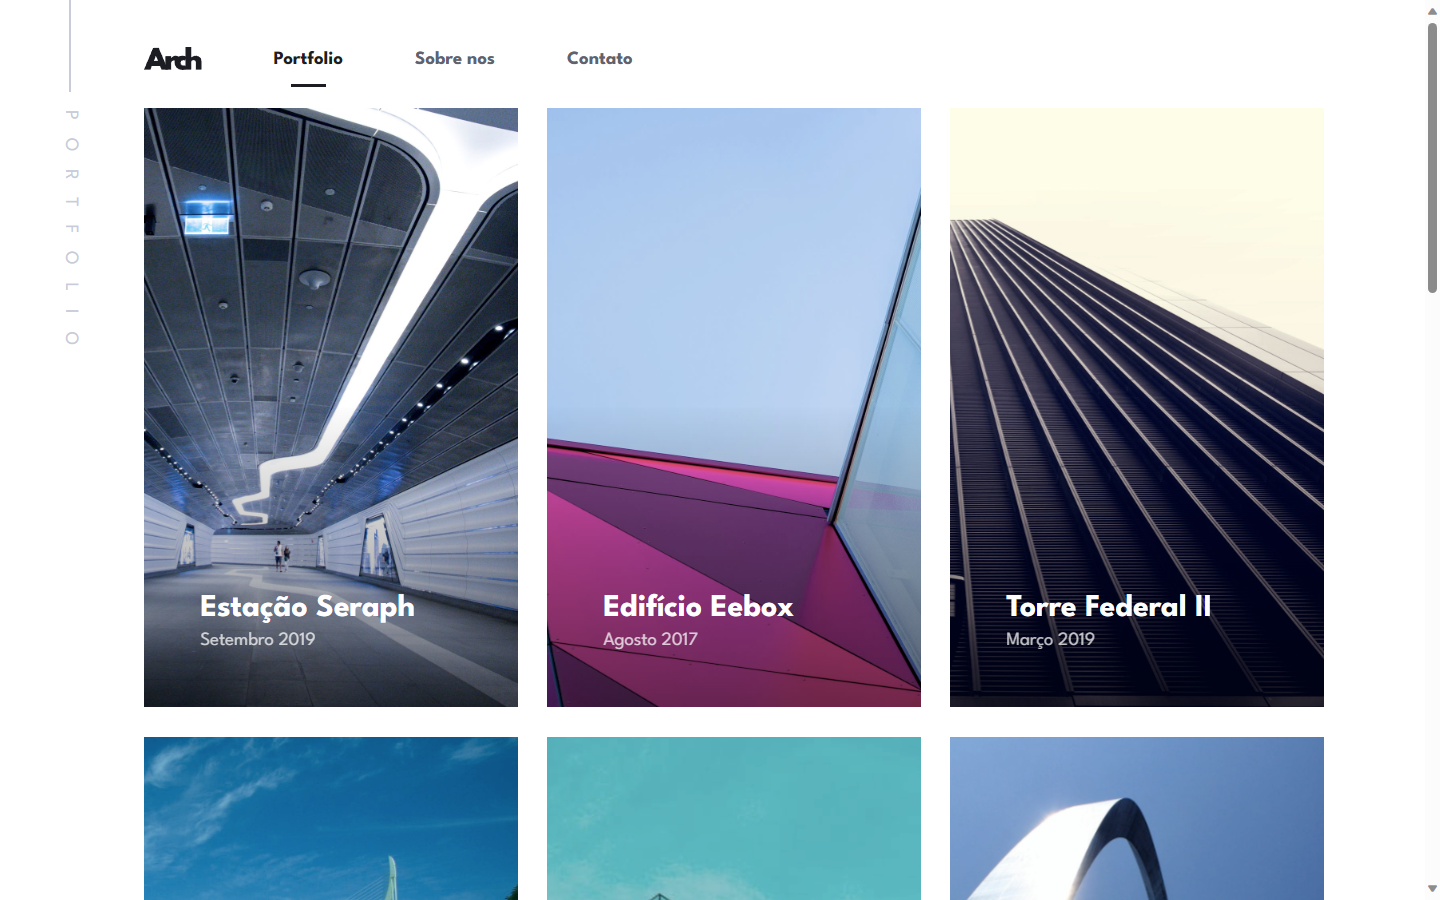 Arch
Portfolio
Sobre nos
Contato
PORTFOLIO
Estação Seraph
Setembro 2019
Edifício Eebox
Agosto 2017
Torre Federal II
Março 2019